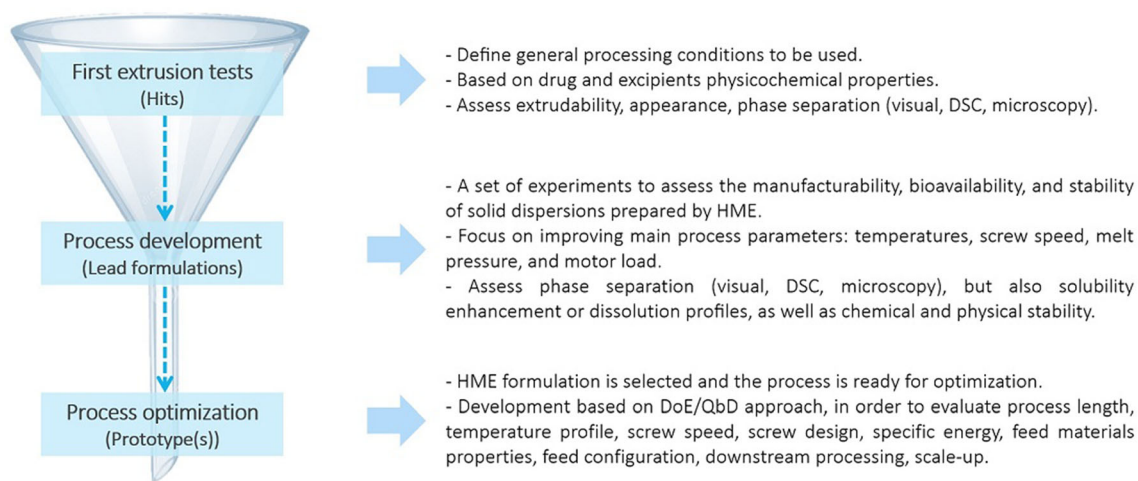 First extrusion tests
(Hits)
- Define general processing conditions to be used.
- Based on drug and excipients physicochemical properties.
- Assess extrudability, appearance, phase separation (visual, DSC, microscopy).
Process development
(Lead formulations)
- A set of experiments to assess the manufacturability, bioavailability, and stability
of solid dispersions prepared by HME.
- Focus on improving main process parameters: temperatures, screw speed, melt
pressure, and motor load.
- Assess phase separation (visual, DSC, microscopy), but also solubility
enhancement or dissolution profiles, as well as chemical and physical stability.
Process optimization
(Prototype(s))
- HME formulation is selected and the process is ready for optimization.
- Development based on DoE/QbD approach, in order to evaluate process length,
temperature profile, screw speed, screw design, specific energy, feed materials
properties, feed configuration, downstream processing, scale-up.